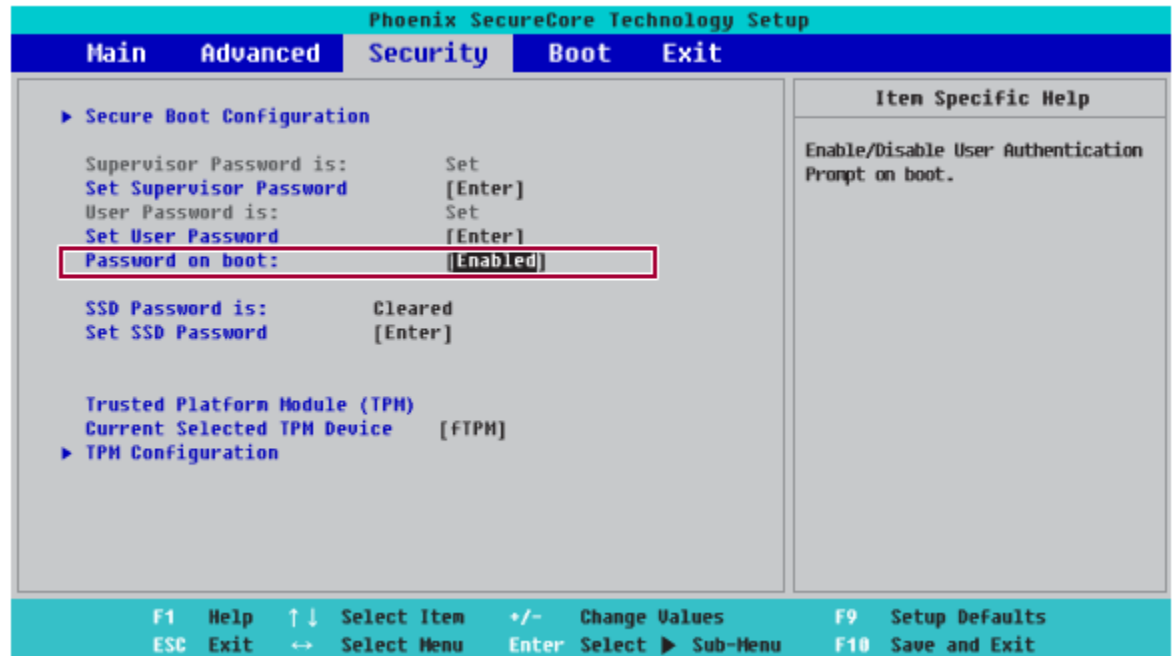 Phoenix SecureCore Technology Setup
Main Advanced Security Boot Exit
▶ Secure Boot Configuration
Supervisor Password is: Set
Set Supervisor Password [Enter]
User Password is: Set
Set User Password [Enter]
Password on boot: [Enabled]
SSD Password is: Cleared
Set SSD Password [Enter]
Trusted Platform Module (TPM)
Current Selected TPM Device [fTPM]
▶ TPM Configuration
Item Specific Help
Enable/Disable User Authentication
Prompt on boot.
F1 Help ↑↓ Select Item +/- Change Values F9 Setup Defaults
ESC Exit ↔ Select Menu Enter Select ▶ Sub-Menu F10 Save and Exit